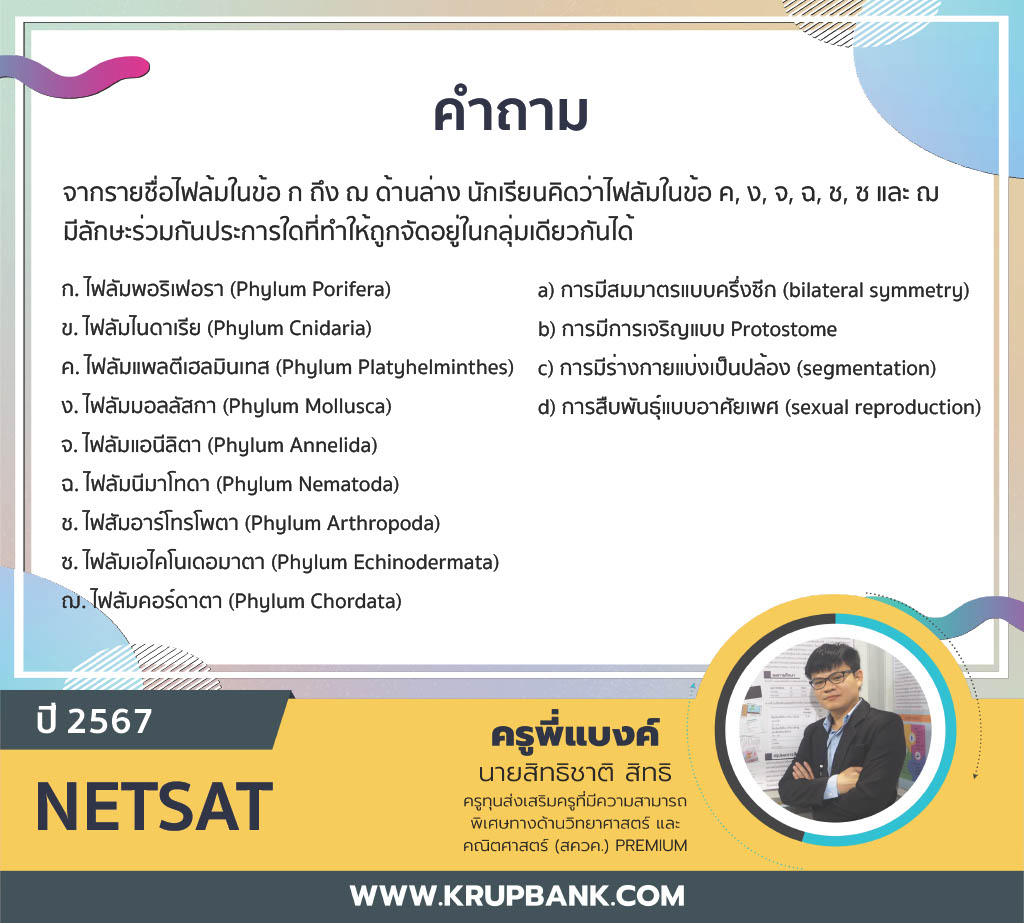 คำถาม
จากรายชื่อไฟล้มในข้อ ก ถึง ฌ ด้านล่าง นักเรียนคิดว่าไฟลัมในข้อ ค, ง, จ, ฉ, ช, ซ และ ฌ
มีลักษะร่วมกันประการใดที่ทำให้ถูกจัดอยู่ในกลุ่มเดียวกันได้
ก. ไฟลัมพอริเฟอรา (Phylum Porifera)
ข. ไฟลัมไนดาเรีย (Phylum Cnidaria)
ค. ไฟลัมแพลตีเฮลมินเทส (Phylum Platyhelminthes)
ง. ไฟลัมมอลลัสกา (Phylum Mollusca)
จ. ไฟลัมแอนีลิตา (Phylum Annelida)
ฉ. ไฟลัมนีมาโทดา (Phylum Nematoda)
ช. ไฟสัมอาร์โทรโพตา (Phylum Arthropoda)
ซ. ไฟลัมเอไคโนเดอมาตา (Phylum Echinodermata)
ฌ. ไฟลัมคอร์ดาตา (Phylum Chordata)
a) การมีสมมาตรแบบครึ่งซีก (bilateral symmetry)
b) การมีการเจริญแบบ Protostome
c) การมีร่างกายแบ่งเป็นปล้อง (segmentation)
d) การสืบพันธุ์แบบอาศัยเพศ (sexual reproduction)
ปี 2567
NETSAT
ครูพี่แบงค์
นายสิทธิชาติ สิทธิ
ครูทุนส่งเสริมครูที่มีความสามารถ
พิเศษทางด้านวิทยาศาสตร์ และ
คณิตศาสตร์ (สควค.) PREMIUM
WWW.KRUPBANK.COM